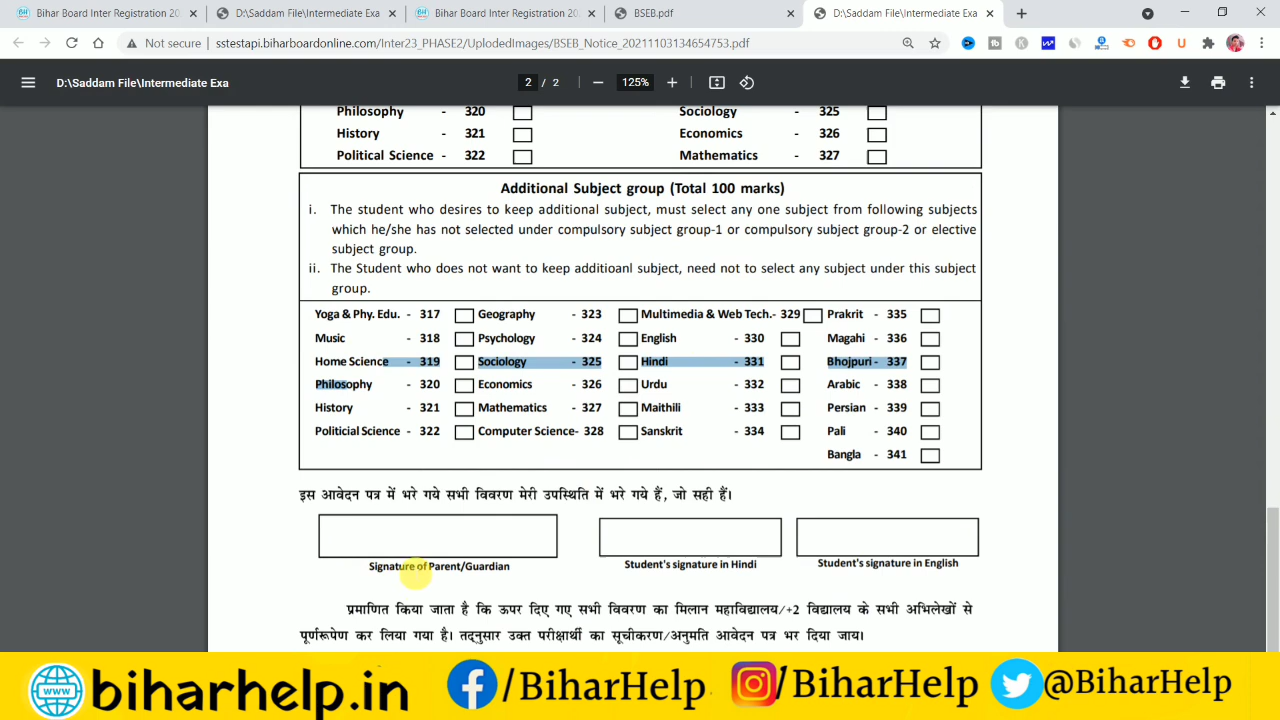 Bihar Board Inter Registration 20
D:\Saddam File\Intermediate Exa
Bihar Board Inter Registration 20
BSEB.pdf
D:\Saddam File\Intermediate Exa
Not secure
sstestapi.biharboardonline.com/Inter23_PHASE2/UplodedImages/BSEB_Notice_20211103134654753.pdf
D:\Saddam File\Intermediate Exa
2 / 2
125%
Philosophy - 320 Sociology - 325
History - 321 Economics - 326
Political Science - 322 Mathematics - 327
Additional Subject group (Total 100 marks)
i. The student who desires to keep additional subject, must select any one subject from following subjects
which he/she has not selected under compulsory subject group-1 or compulsory subject group-2 or elective
subject group.
ii. The Student who does not want to keep additioanl subject, need not to select any subject under this subject
group.
Yoga & Phy. Edu. - 317 Geography - 323 Multimedia & Web Tech.- 329 Prakrit - 335
Music - 318 Psychology - 324 English - 330 Magahi - 336
Home Science - 319 Sociology - 325 Hindi - 331 Bhojpuri - 337
Philosophy - 320 Economics - 326 Urdu - 332 Arabic - 338
History - 321 Mathematics - 327 Maithili - 333 Persian - 339
Politicial Science - 322 Computer Science- 328 Sanskrit - 334 Pali - 340
Bangla - 341
इस आवेदन पत्र में भरे गये सभी विवरण मेरी उपस्थिति में भरे गये हैं, जो सही हैं।
Signature of Parent/Guardian
Student's signature in Hindi
Student's signature in English
प्रमाणित किया जाता है कि ऊपर दिए गए सभी विवरण का मिलान महाविद्यालय/+2 विद्यालय के सभी अभिलेखों से
पूर्णरूपेण कर लिया गया है। तद्नुसार उक्त परीक्षार्थी का सूचीकरण/अनुमति आवेदन पत्र भर दिया जाय।
www
biharhelp.in
/BiharHelp
/BiharHelp
@BiharHelp